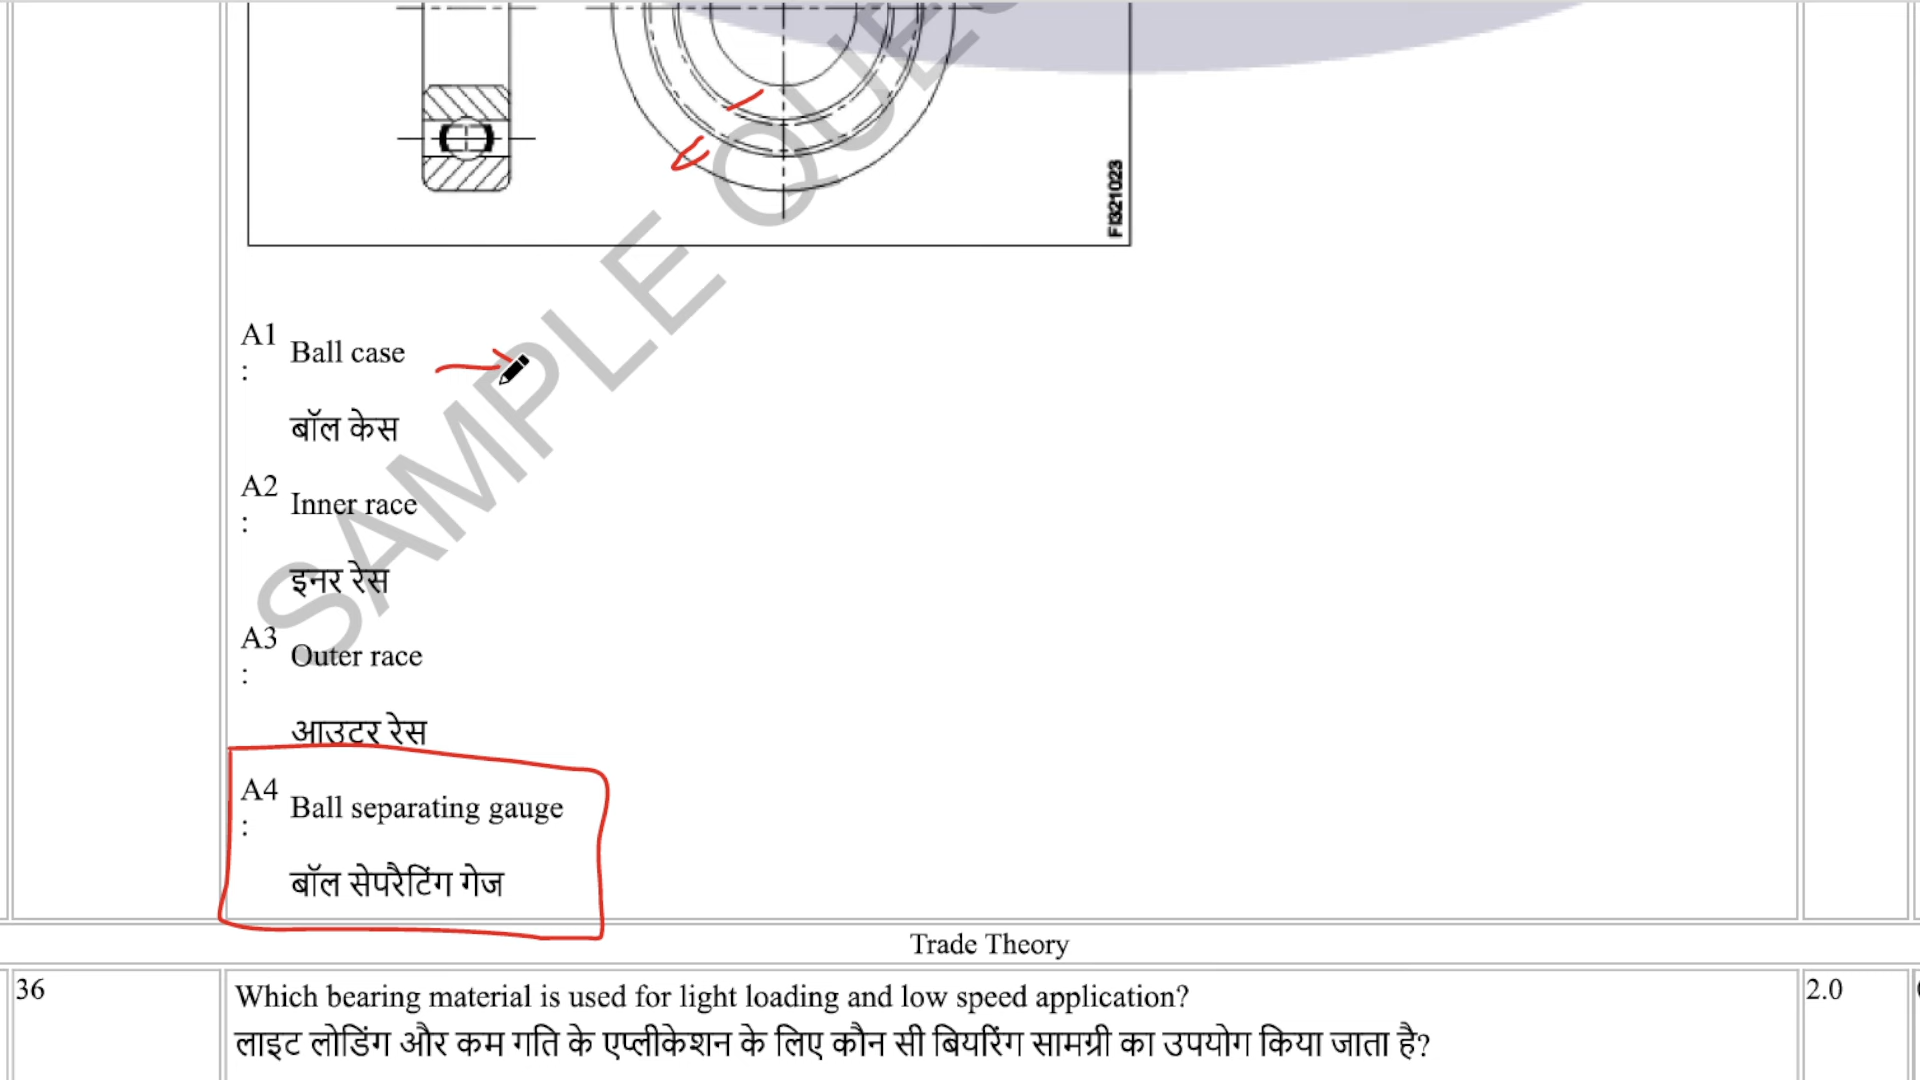 FI321023
SAMPLE QUE
A1
:
Ball case
बॉल केस
A2
:
Inner race
इनर रेस
A3
:
Outer race
आउटर रेस
A4
:
Ball separating gauge
बॉल सेपरैटिंग गेज
Trade Theory
36
Which bearing material is used for light loading and low speed application?
2.0
लाइट लोडिंग और कम गति के एप्लीकेशन के लिए कौन सी बियरिंग सामग्री का उपयोग किया जाता है?